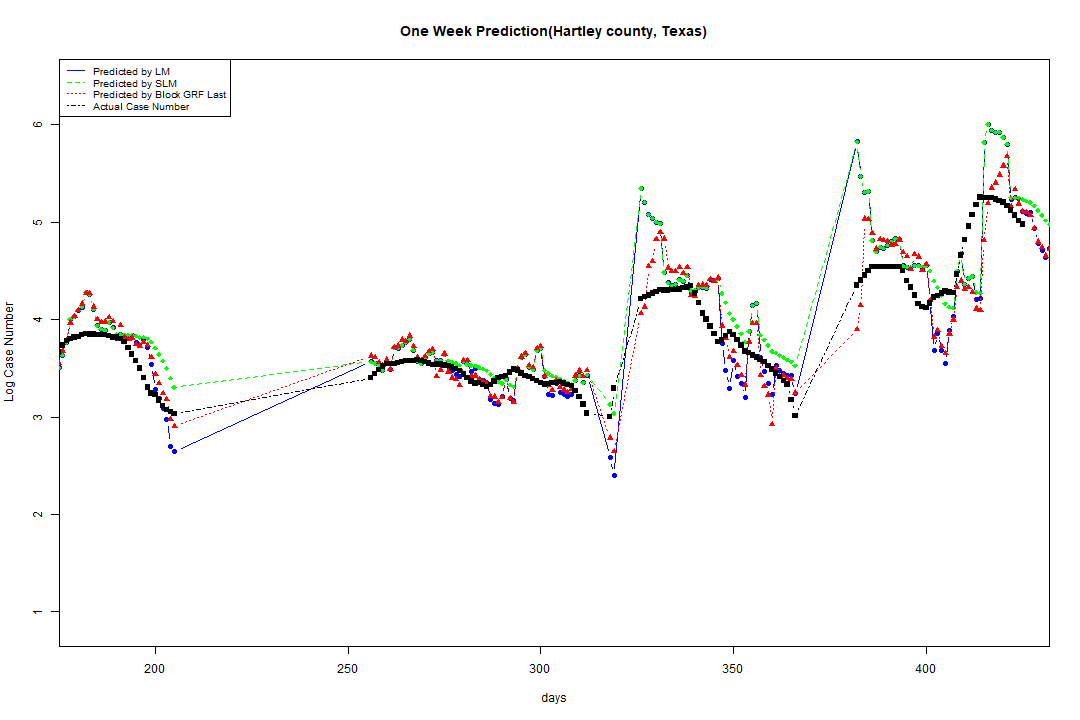 One Week Prediction(Hartley county, Texas)
Predicted by LM
Predicted by SLM
Predicted by Block GRF Last
Actual Case Number
6
5
4
3
2
1
Log Case Number
200 250 300 350 400
days